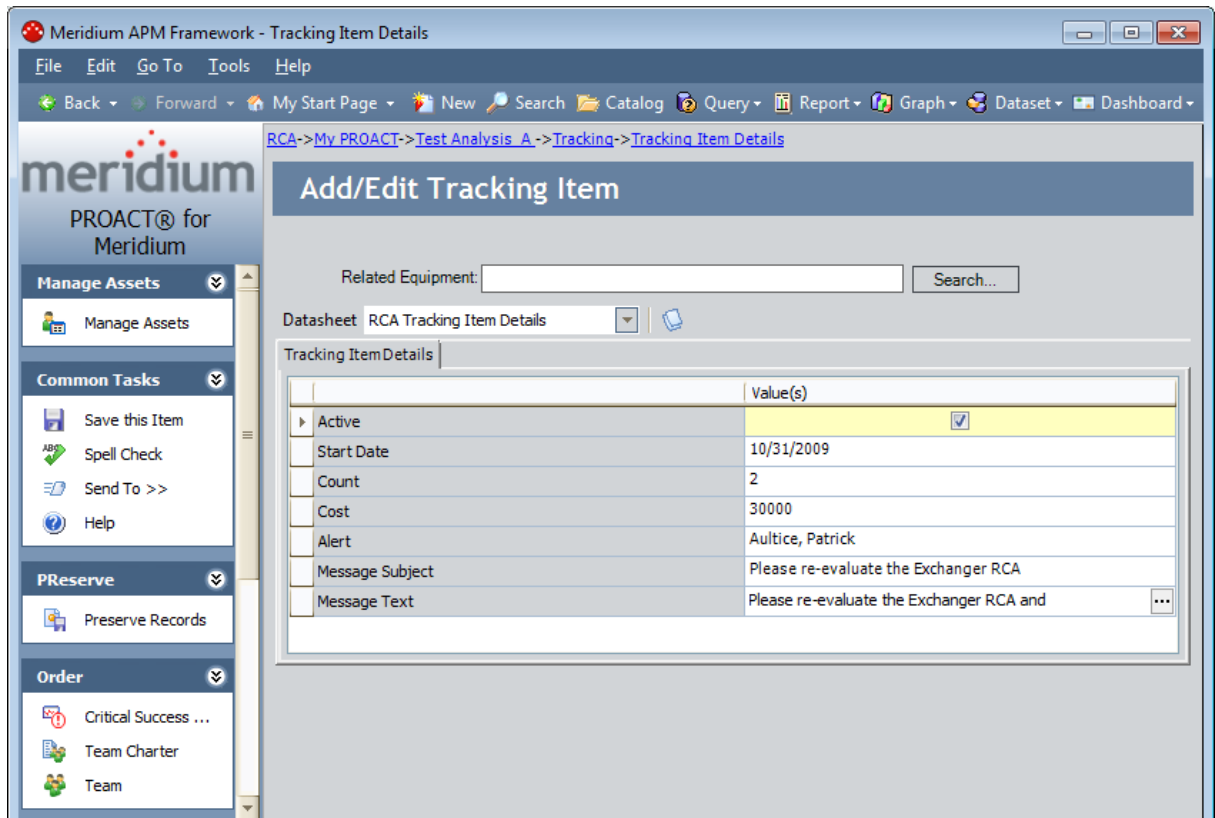 Meridium APM Framework - Tracking Item Details
File Edit Go To Tools Help
Back Forward My Start Page New Search Catalog Query Report Graph Dataset Dashboard
RCA->My PROACT->Test Analysis A ->Tracking->Tracking Item Details
meridium
PROACT® for
Meridium
Add/Edit Tracking Item
Manage Assets
Manage Assets
Common Tasks
Save this Item
ABC
Spell Check
Send To >>
Help
PReserve
Preserve Records
Order
Critical Success ...
Team Charter
Team
Related Equipment:
Search...
Datasheet RCA Tracking Item Details
Tracking Item Details
Value(s)
Active
Start Date 10/31/2009
Count 2
Cost 30000
Alert Aultice, Patrick
Message Subject Please re-evaluate the Exchanger RCA
Message Text Please re-evaluate the Exchanger RCA and ...